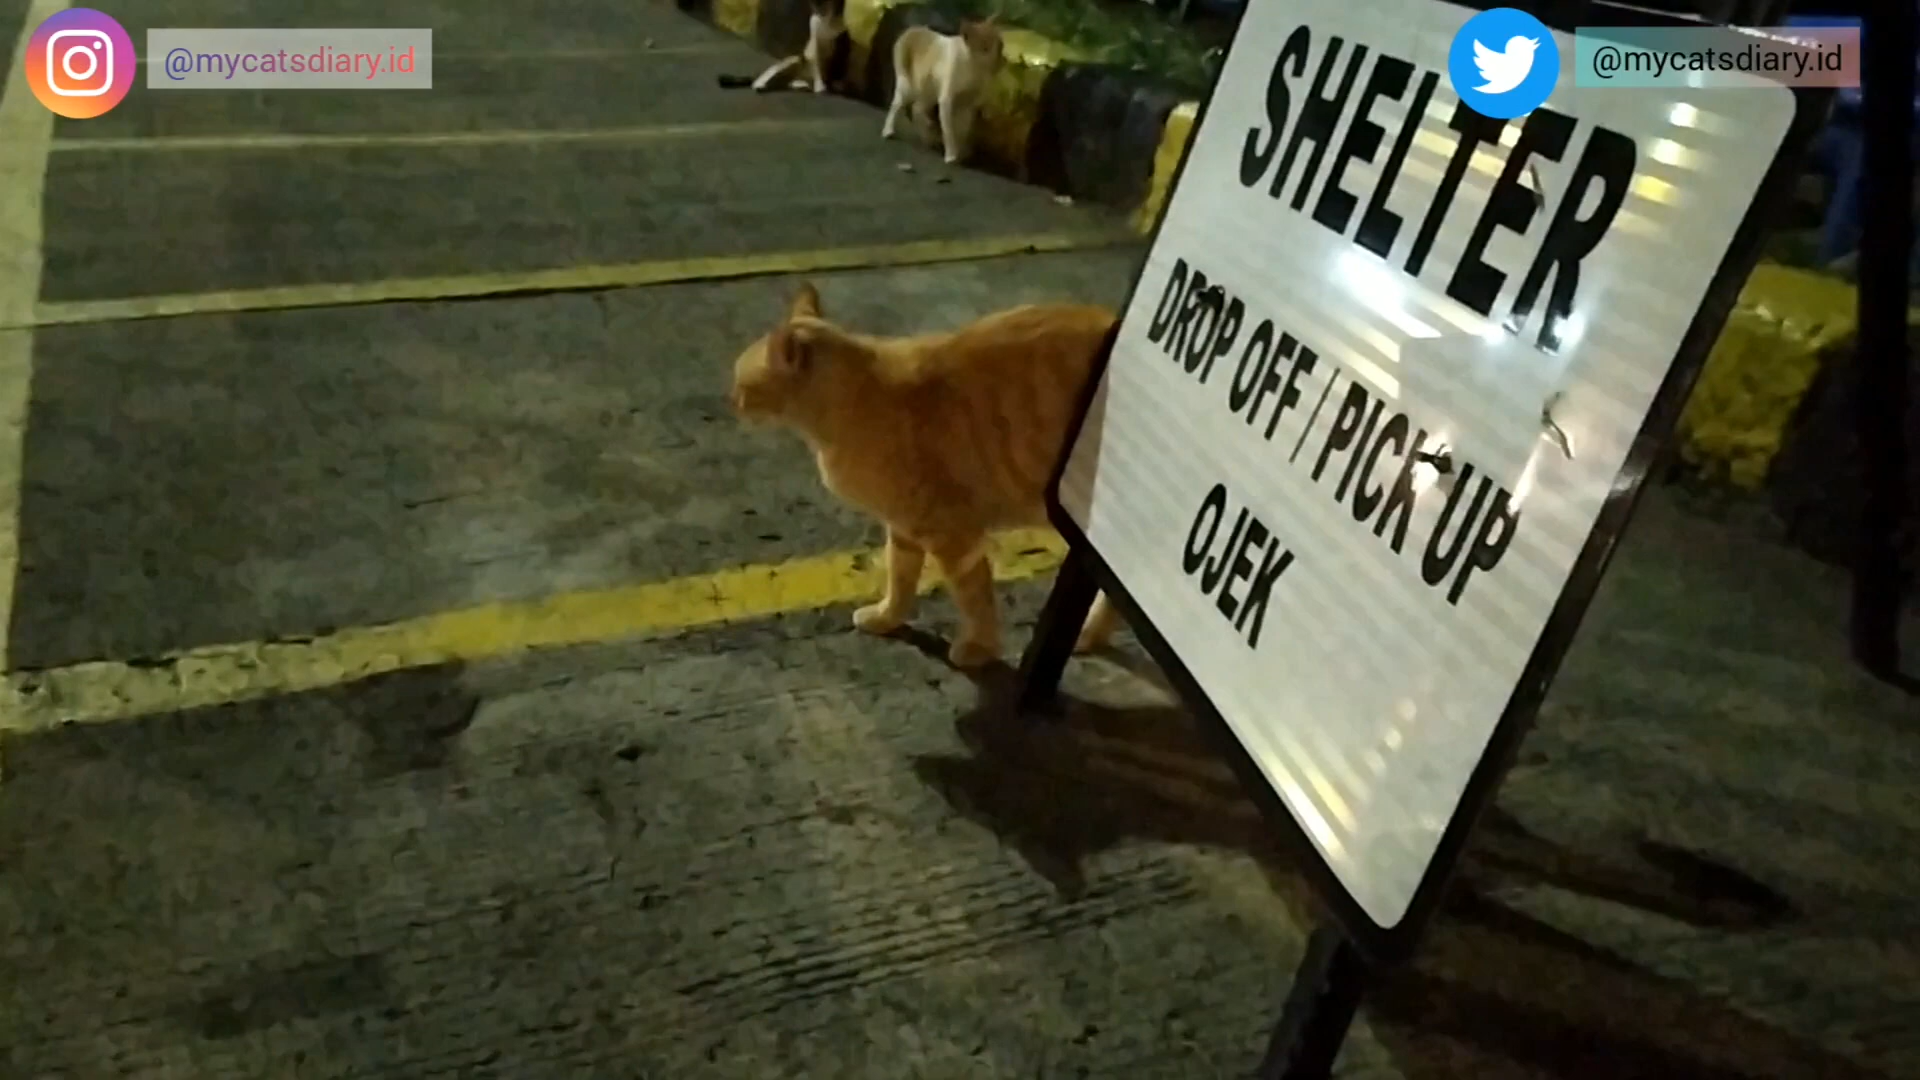 @mycatsdiary.id
@mycatsdiary.id
SHELTER
DROP OFF / PICK UP
OJEK